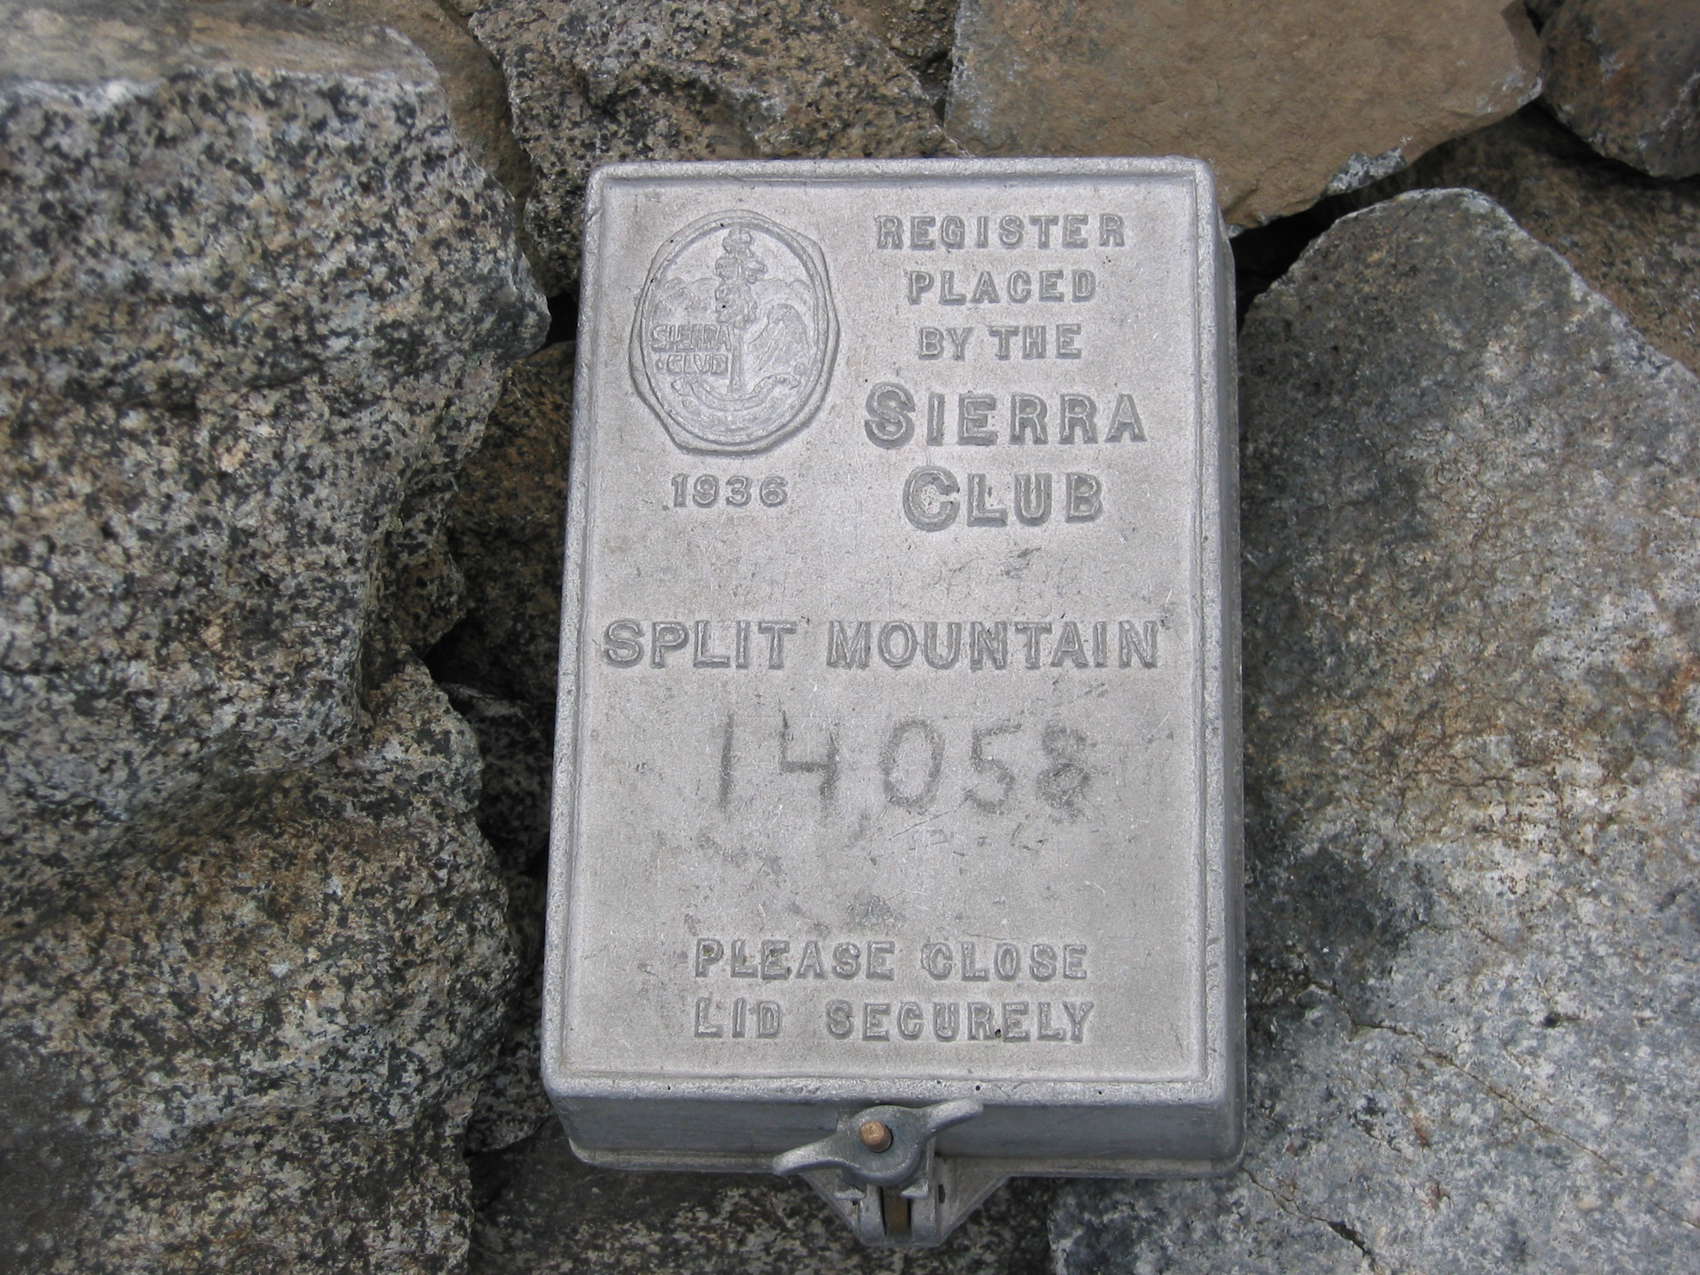 SIERRA
CLUB
1936
REGISTER
PLACED
BY THE
SIERRA
CLUB
SPLIT MOUNTAIN
14,058
PLEASE CLOSE
LID SECURELY